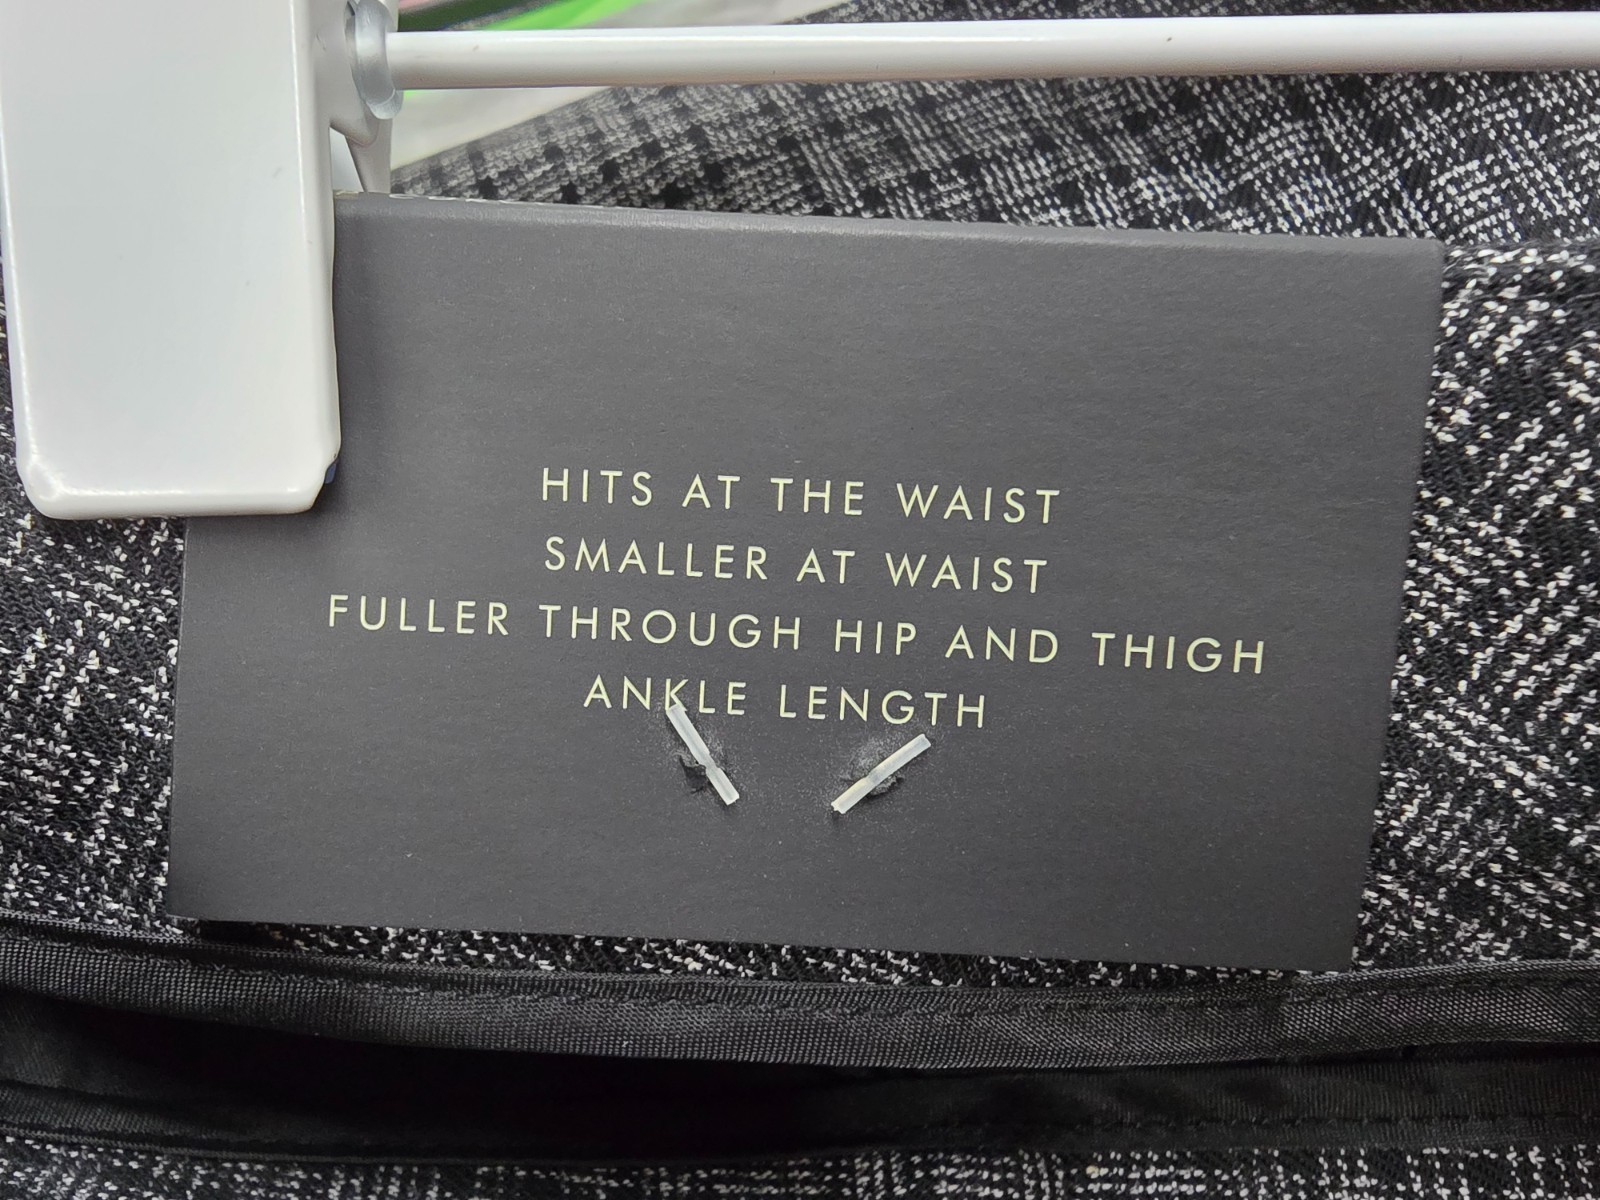 HITS AT THE WAIST
SMALLER AT WAIST
FULLER THROUGH HIP AND THIGH
ANKLE LENGTH